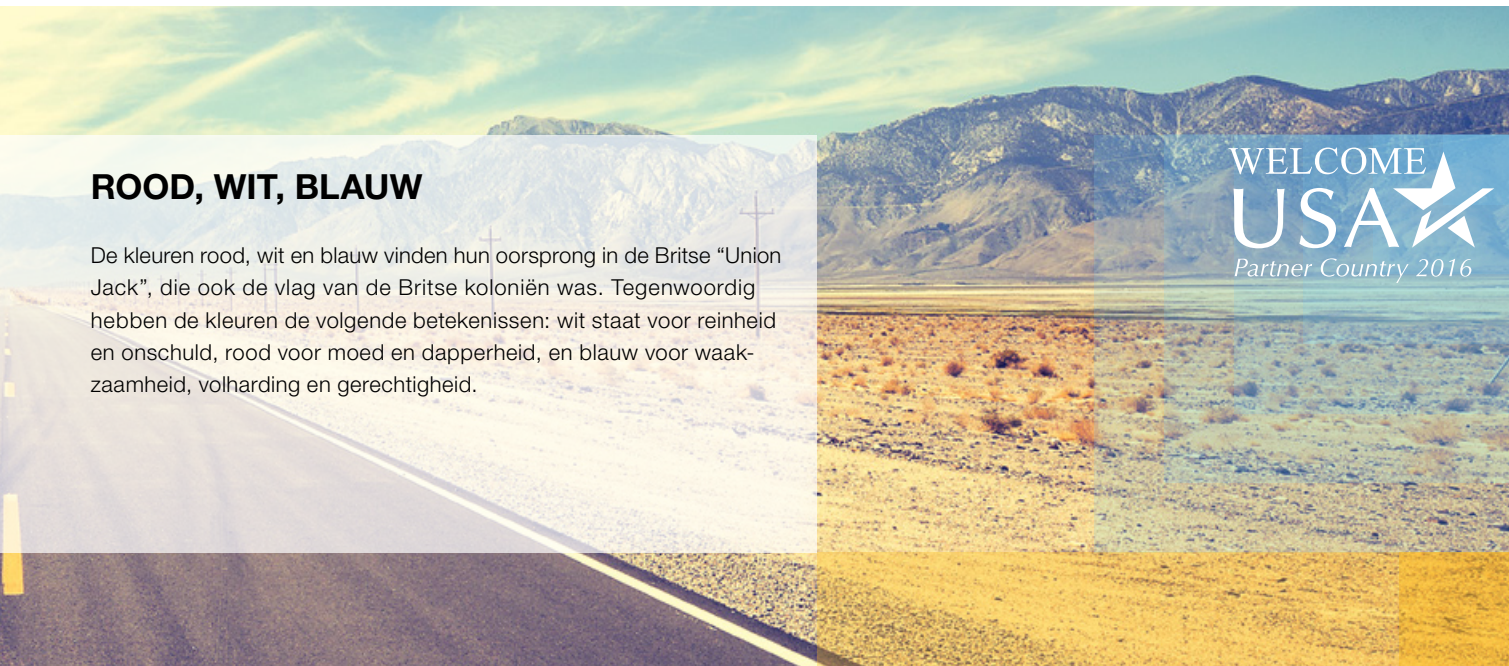 ROOD, WIT, BLAUW
De kleuren rood, wit en blauw vinden hun oorsprong in de Britse “Union
Jack”, die ook de vlag van de Britse koloniën was. Tegenwoordig
hebben de kleuren de volgende betekenissen: wit staat voor reinheid
en onschuld, rood voor moed en dapperheid, en blauw voor waak-
zaamheid, volharding en gerechtigheid.
WELCOME
USA
Partner Country 2016